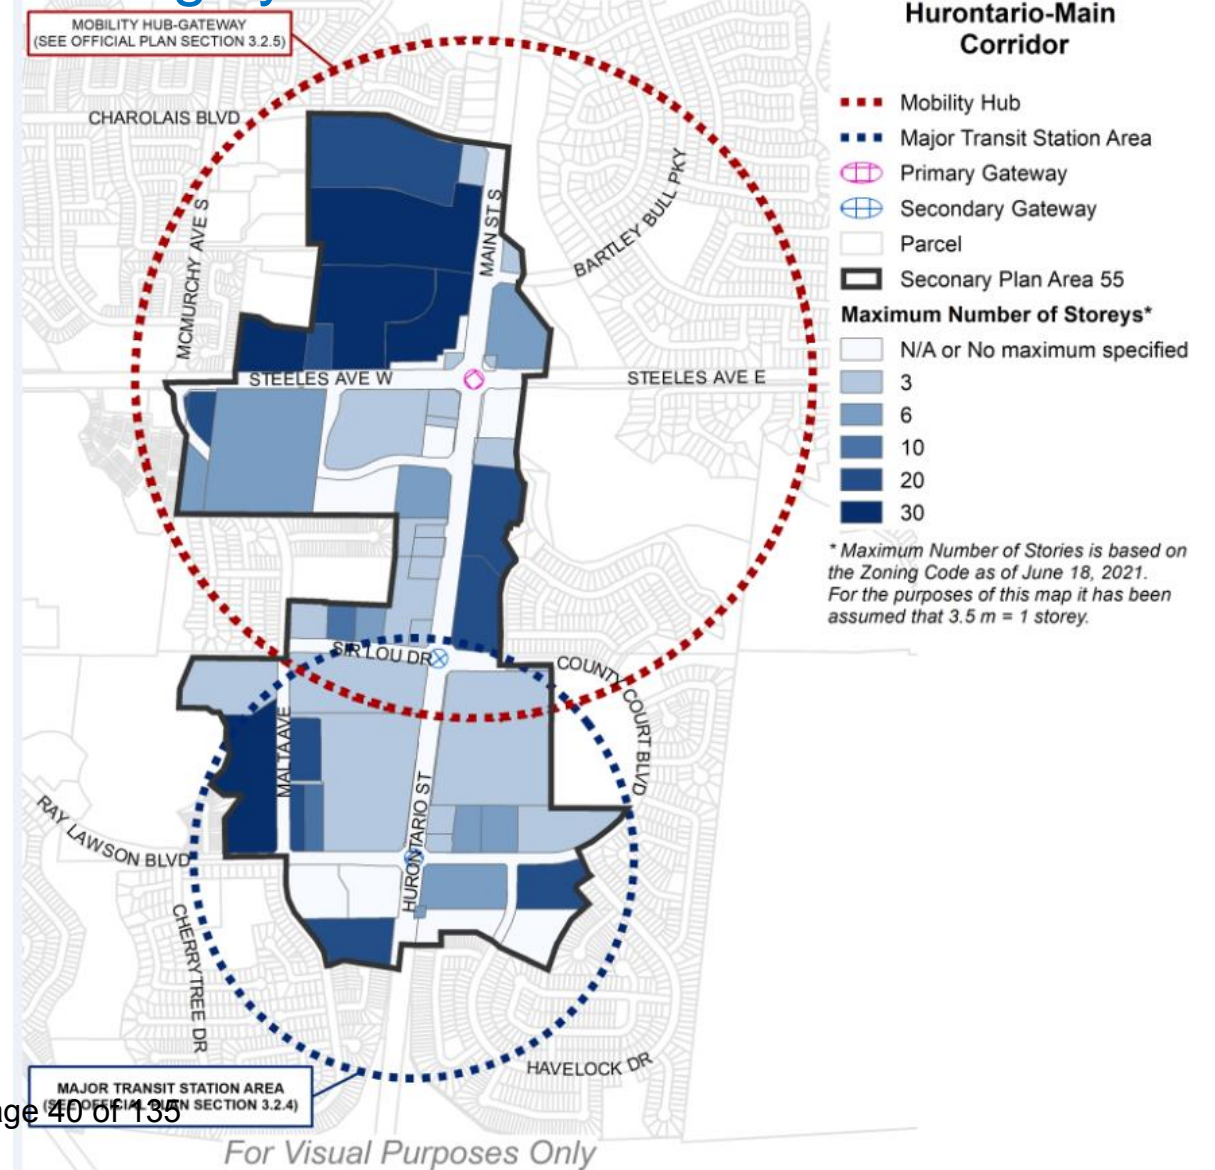 MOBILITY HUB-GATEWAY
(SEE OFFICIAL PLAN SECTION 3.2.5)
Hurontario-Main
Corridor
Mobility Hub
Major Transit Station Area
Primary Gateway
Secondary Gateway
Parcel
Seconary Plan Area 55
Maximum Number of Storeys*
N/A or No maximum specified
3
6
10
20
30
* Maximum Number of Stories is based on
the Zoning Code as of June 18, 2021.
For the purposes of this map it has been
assumed that 3.5 m = 1 storey.
CHAROLAIS BLVD
MCMURCHY AVE S
MAIN ST S
BARTLEY BULL PKY
STEELES AVE W
STEELES AVE E
SIR LOU DR
COUNTY COURT BLVD
MALTA AVE
HURONTARIO ST
RAY LAWSON BLVD
CHERRYTREE DR
HAVELOCK DR
MAJOR TRANSIT STATION AREA
(SEE OFFICIAL PLAN SECTION 3.2.4)
age 40 of 135
For Visual Purposes Only